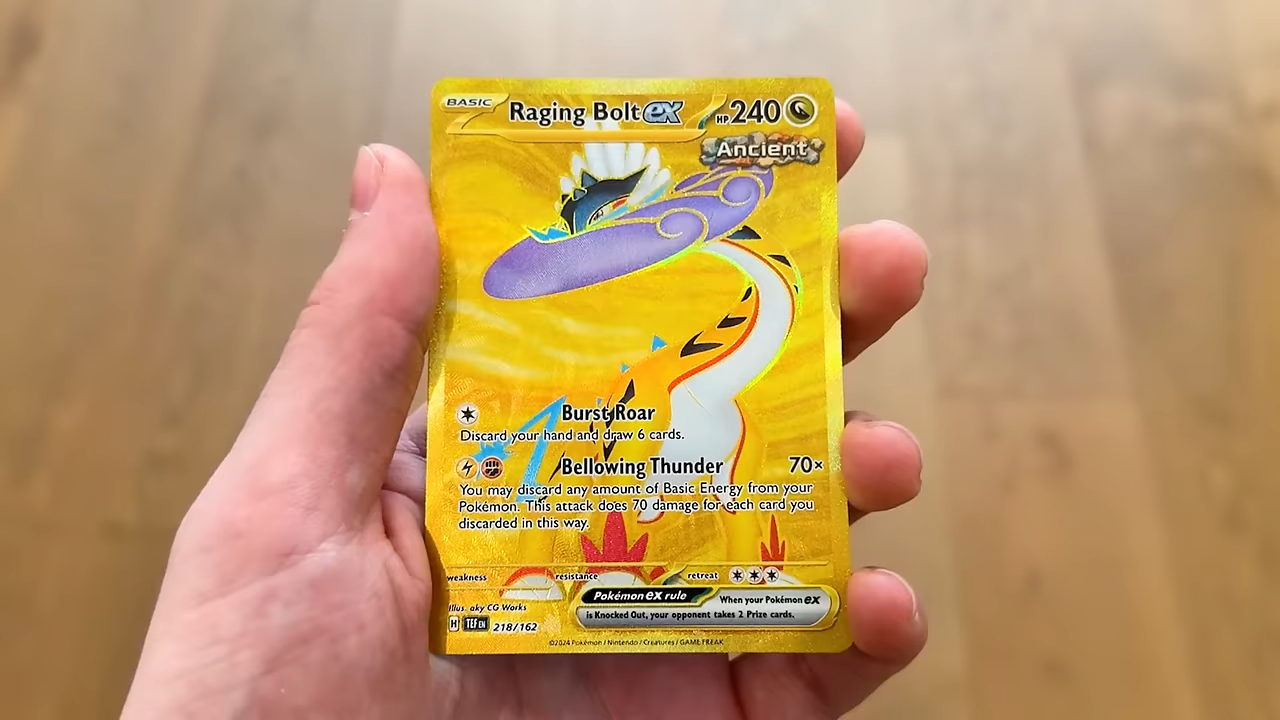 BASIC Raging Bolt ex HP 240
Ancient
Burst Roar
Discard your hand and draw 6 cards.
Bellowing Thunder 70×
You may discard any amount of Basic Energy from your
Pokémon. This attack does 70 damage for each card you
discarded in this way.
weakness resistance retreat
Illus. aky CG Works
Pokémon ex rule When your Pokémon ex
is Knocked Out, your opponent takes 2 Prize cards.
H TEF EN 218/162
©2024 Pokémon / Nintendo / Creatures / GAME FREAK